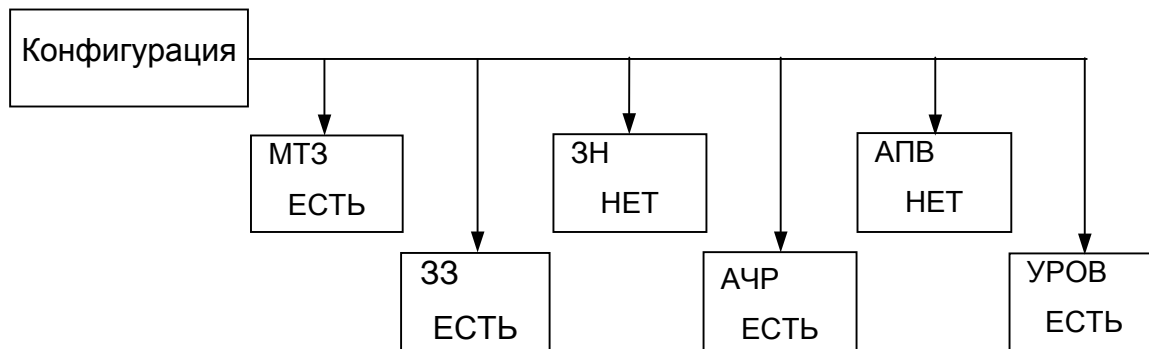 Конфигурация
МТЗ
ЕСТЬ
ЗЗ
ЕСТЬ
ЗН
НЕТ
АЧР
ЕСТЬ
АПВ
НЕТ
УРОВ
ЕСТЬ